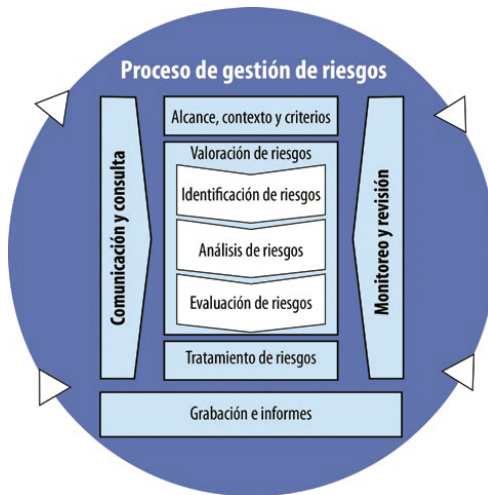 Proceso de gestión de riesgos
Alcance, contexto y criterios
Valoración de riesgos
Identificación de riesgos
Análisis de riesgos
Evaluación de riesgos
Tratamiento de riesgos
Comunicación y consulta
Monitoreo y revisión
Grabación e informes